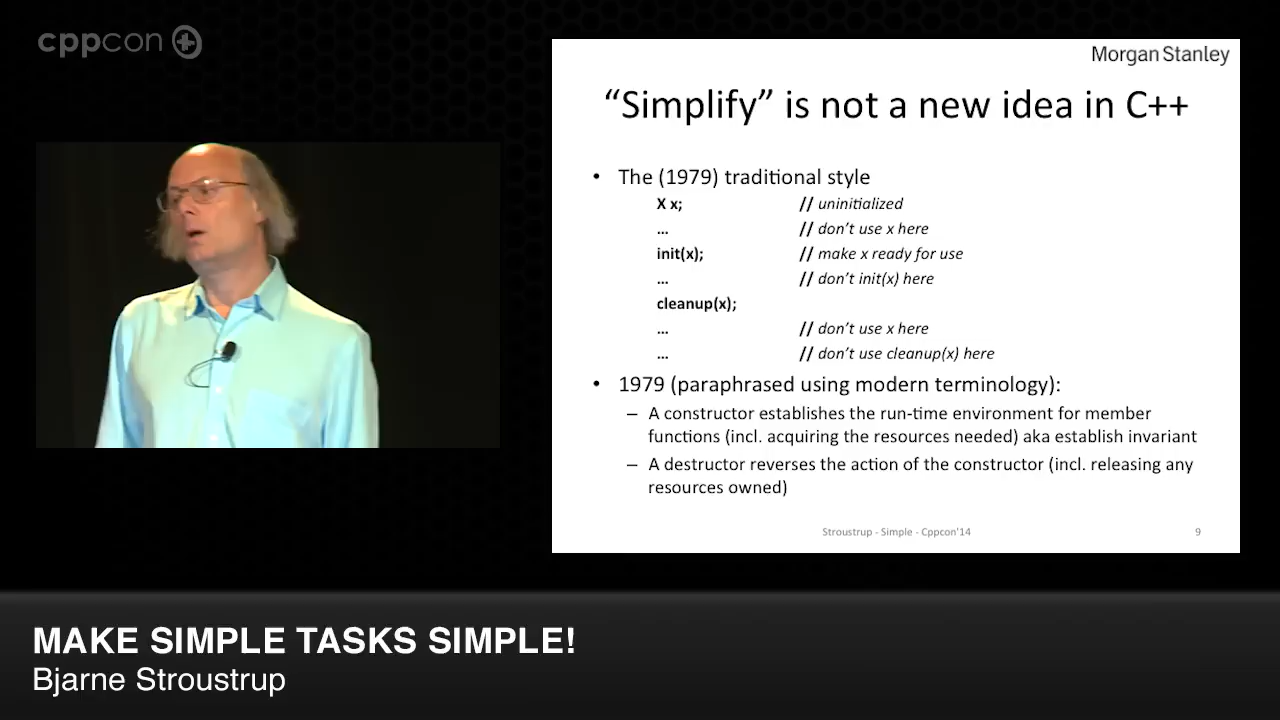 cppcon
Morgan Stanley
“Simplify” is not a new idea in C++
• The (1979) traditional style
X x; // uninitialized
… // don’t use x here
init(x); // make x ready for use
… // don’t init(x) here
cleanup(x);
… // don’t use x here
… // don’t use cleanup(x) here
• 1979 (paraphrased using modern terminology):
– A constructor establishes the run-time environment for member
functions (incl. acquiring the resources needed) aka establish invariant
– A destructor reverses the action of the constructor (incl. releasing any
resources owned)
Stroustrup - Simple - Cppcon'14 9
MAKE SIMPLE TASKS SIMPLE!
Bjarne Stroustrup